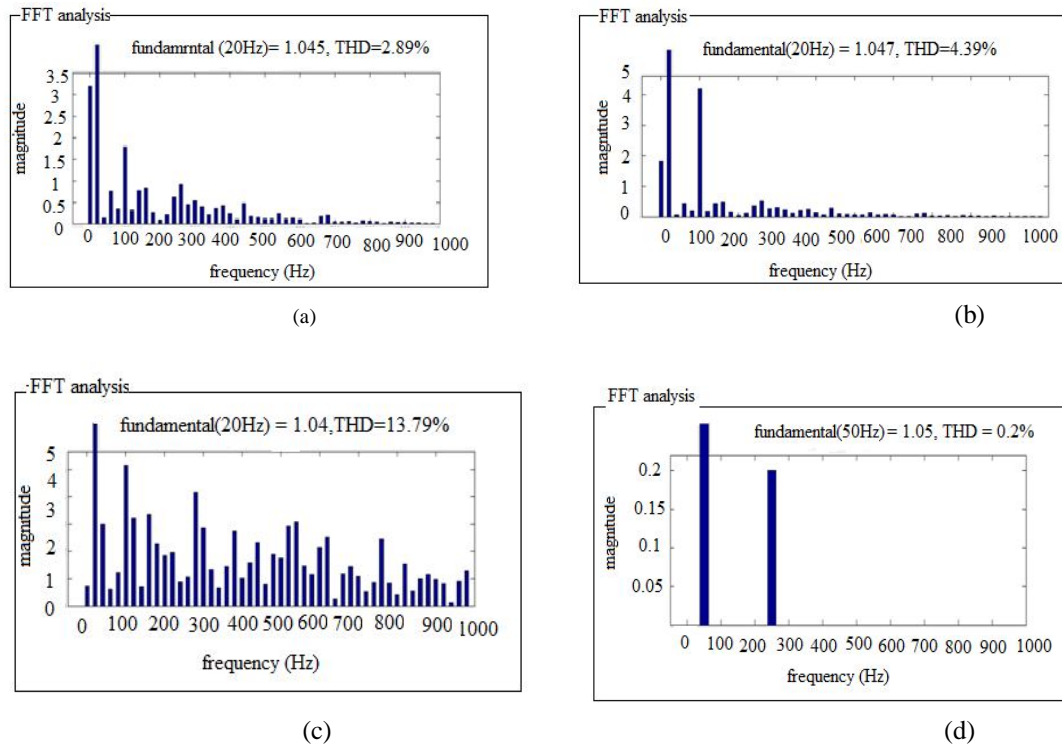 FFT analysis
fundamrntal (20Hz)= 1.045, THD=2.89%
3.5
3
2.5
2
1.5
1
0.5
0
magnitude
0 100 200 300 400 500 600 700 800 900 1000
frequency (Hz)
(a)
FFT analysis
fundamental(20Hz) = 1.047, THD=4.39%
5
4
3
2
1
0
magnitude
0 100 200 300 400 500 600 700 800 900 1000
frequency (Hz)
(b)
FFT analysis
fundamental(20Hz) = 1.04,THD=13.79%
5
4
3
2
1
0
magnitude
0 100 200 300 400 500 600 700 800 900 1000
frequency (Hz)
(c)
FFT analysis
fundamental(50Hz)= 1.05, THD = 0.2%
0.2
0.15
0.1
0.05
magnitude
0 100 200 300 400 500 600 700 800 900 1000
frequency (Hz)
(d)